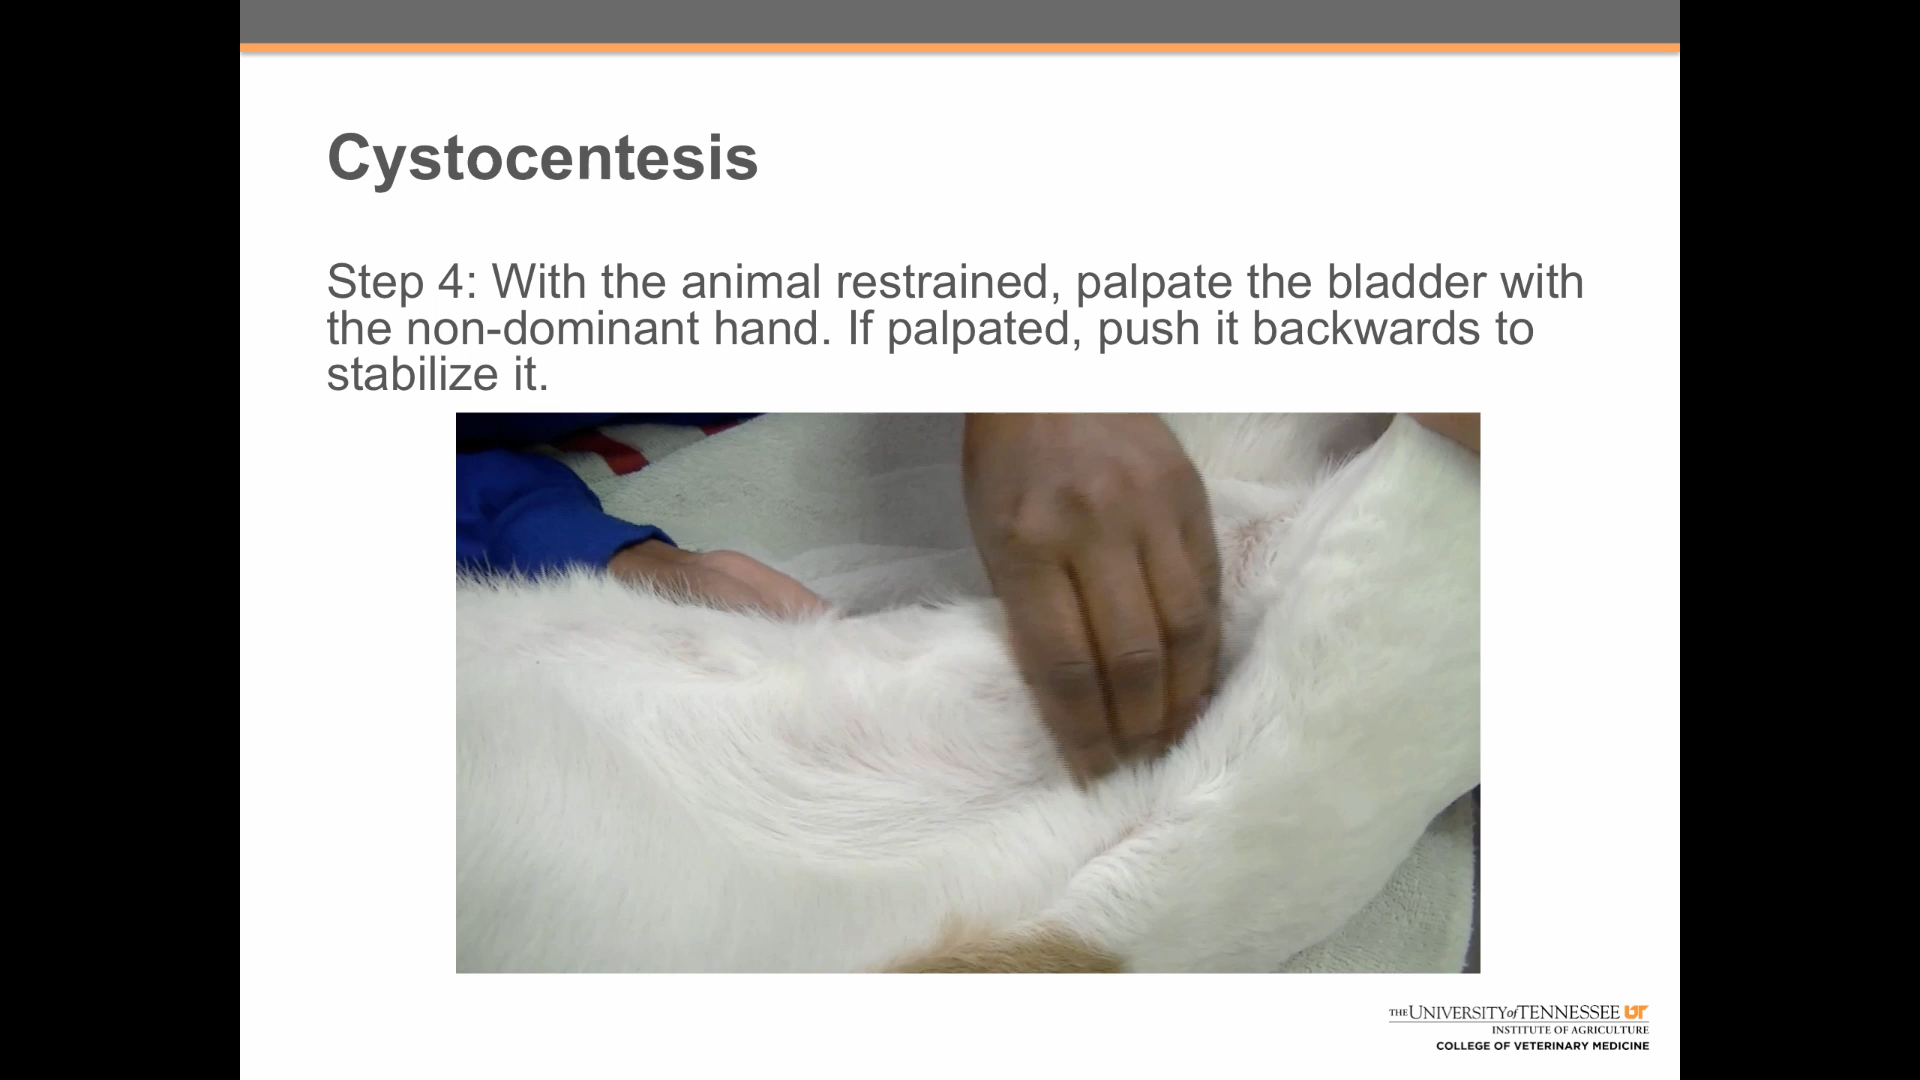 Cystocentesis
Step 4: With the animal restrained, palpate the bladder with
the non-dominant hand. If palpated, push it backwards to
stabilize it.
THE UNIVERSITY of TENNESSEE UT
INSTITUTE OF AGRICULTURE
COLLEGE OF VETERINARY MEDICINE